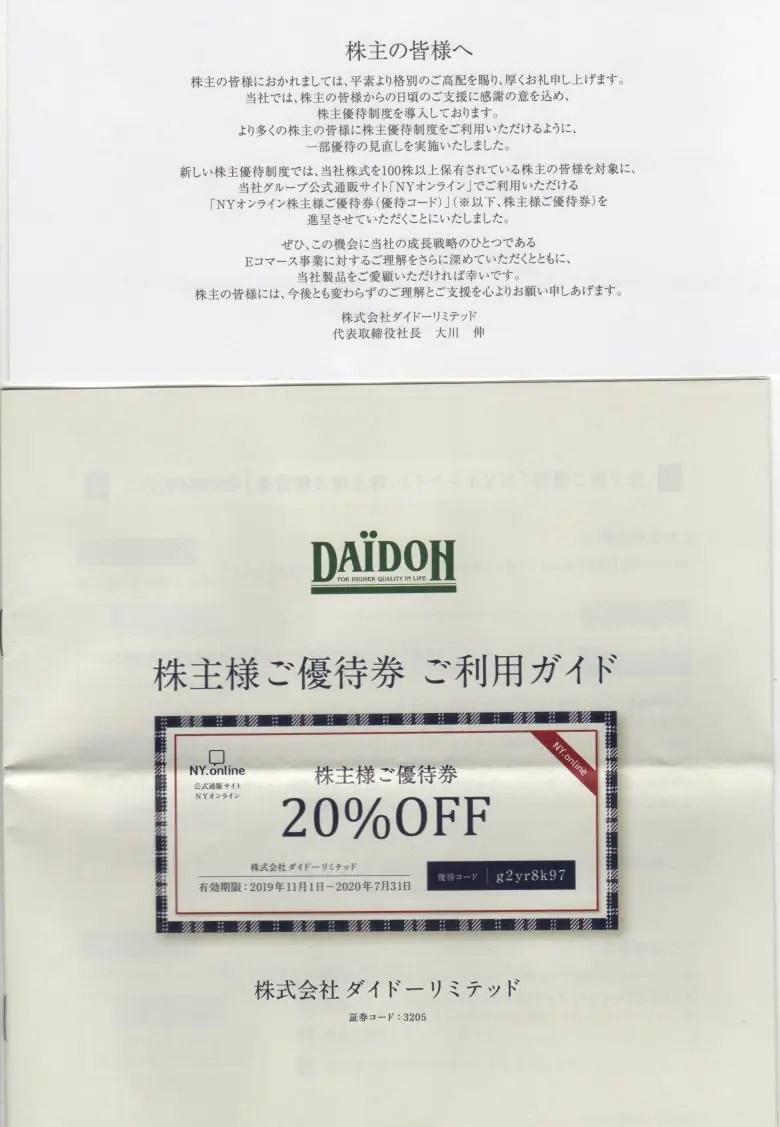 株主の皆様へ
株主の皆様におかれましては、平素より格別のご高配を賜り、厚くお礼申し上げます。
当社では、株主の皆様からの日頃のご支援に感謝の意を込め、
株主優待制度を導入しております。
より多くの株主の皆様に株主優待制度をご利用いただけるように、
一部優待の見直しを実施いたしました。
新しい株主優待制度では、当社株式を100株以上保有されている株主の皆様を対象に、
当社グループ公式通販サイト「NYオンライン」でご利用いただける
「NYオンライン株主様ご優待券(優待コード)」(※以下、株主様ご優待券)を
進呈させていただくことにいたしました。
ぜひ、この機会に当社の成長戦略のひとつである
Eコマース事業に対するご理解をさらに深めていただくとともに、
当社製品をご愛顧いただければ幸いです。
株主の皆様には、今後とも変わらずのご理解とご支援を心よりお願い申しあげます。
株式会社ダイドーリミテッド
代表取締役社長 大川 伸
DAÏDOH
FOR HIGHER QUALITY IN LIFE
株主様ご優待券 ご利用ガイド
NY.online
NY.online
公式通販サイト
NYオンライン
株主様ご優待券
20%OFF
株式会社ダイドーリミテッド
有効期限:2019年11月1日~2020年7月31日
優待コード g2yr8k97
株式会社 ダイドーリミテッド
証券コード:3205